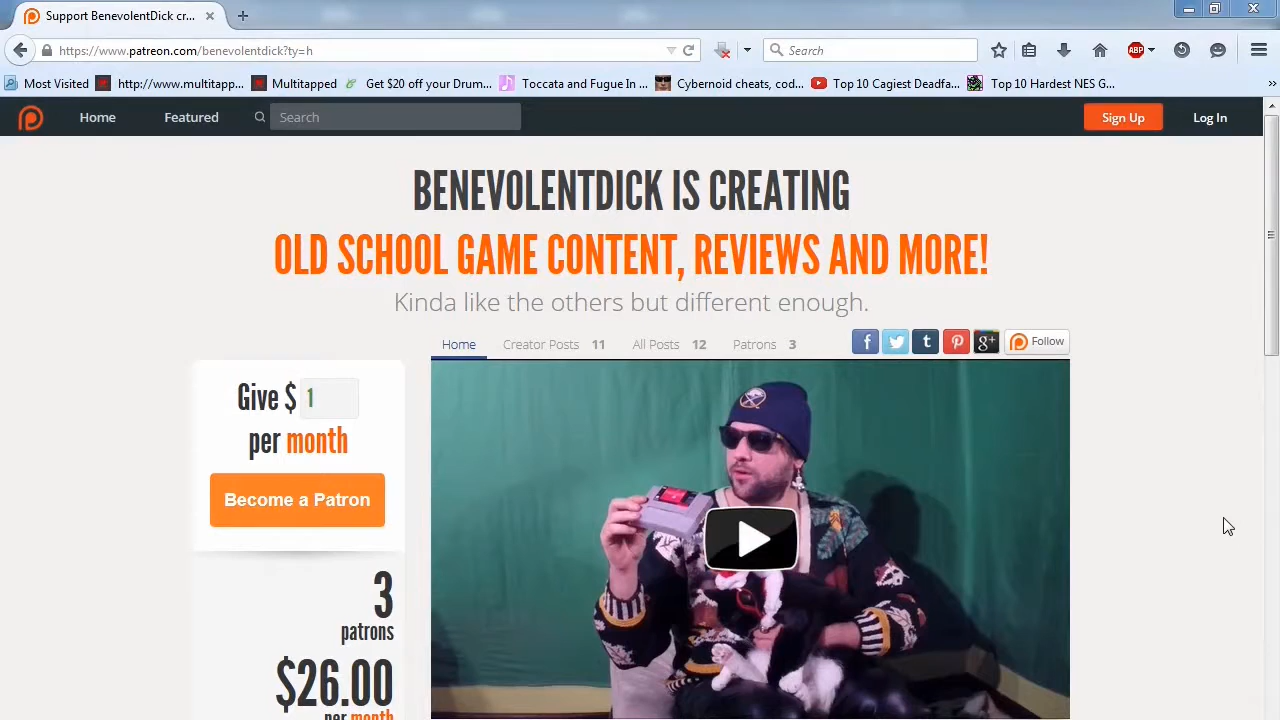 Support BenevolentDick cr...
https://www.patreon.com/benevolentdick?ty=h
Search
ABP
Most Visited
http://www.multitapp...
Multitapped
Get $20 off your Drum...
Toccata and Fugue In ...
Cybernoid cheats, cod...
Top 10 Cagiest Deadfa...
Top 10 Hardest NES G...
Home
Featured
Search
Sign Up
Log In
BENEVOLENTDICK IS CREATING
OLD SCHOOL GAME CONTENT, REVIEWS AND MORE!
Kinda like the others but different enough.
Home
Creator Posts 11
All Posts 12
Patrons 3
f
t
g+
Follow
Give $ 1
per month
Become a Patron
3
patrons
$26.00
per month